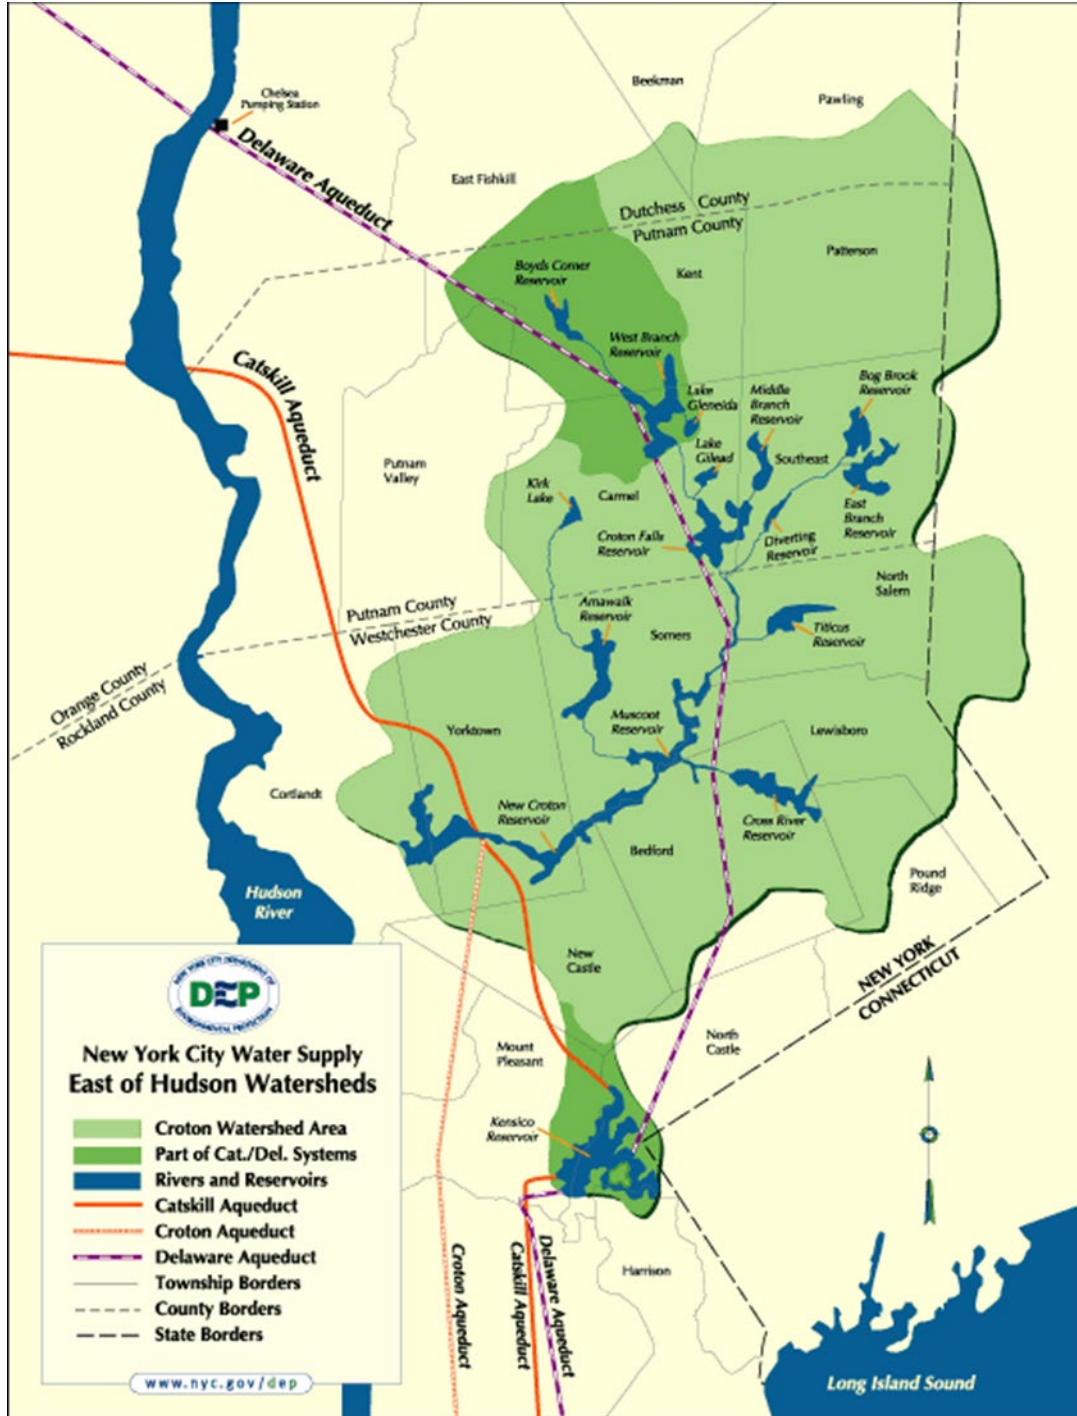 Chelsea
Pumping Station
Delaware Aqueduct
Beekman
Pawling
East Fishkill
Dutchess County
Putnam County
Patterson
Kent
Boyds Corner
Reservoir
West Branch
Reservoir
Catskill Aqueduct
Lake
Gleneida
Middle
Branch
Reservoir
Bog Brook
Reservoir
Putnam
Valley
Lake
Gilead
Southeast
Kirk
Lake
Carmel
Croton Falls
Reservoir
Diverting
Reservoir
East
Branch
Reservoir
North
Salem
Putnam County
Westchester County
Amawalk
Reservoir
Somers
Titicus
Reservoir
Orange County
Rockland County
Yorktown
Muscoot
Reservoir
Lewisboro
Cortlandt
New Croton
Reservoir
Cross River
Reservoir
Bedford
Pound
Ridge
Hudson
River
New
Castle
NEW YORK
CONNECTICUT
Mount
Pleasant
North
Castle
Kensico
Reservoir
Harrison
Croton Aqueduct
Catskill Aqueduct
Delaware Aqueduct
Long Island Sound
NEW YORK CITY DEPARTMENT OF
DEP
ENVIRONMENTAL PROTECTION
New York City Water Supply
East of Hudson Watersheds
Croton Watershed Area
Part of Cat./Del. Systems
Rivers and Reservoirs
Catskill Aqueduct
Croton Aqueduct
Delaware Aqueduct
Township Borders
County Borders
State Borders
www.nyc.gov/dep